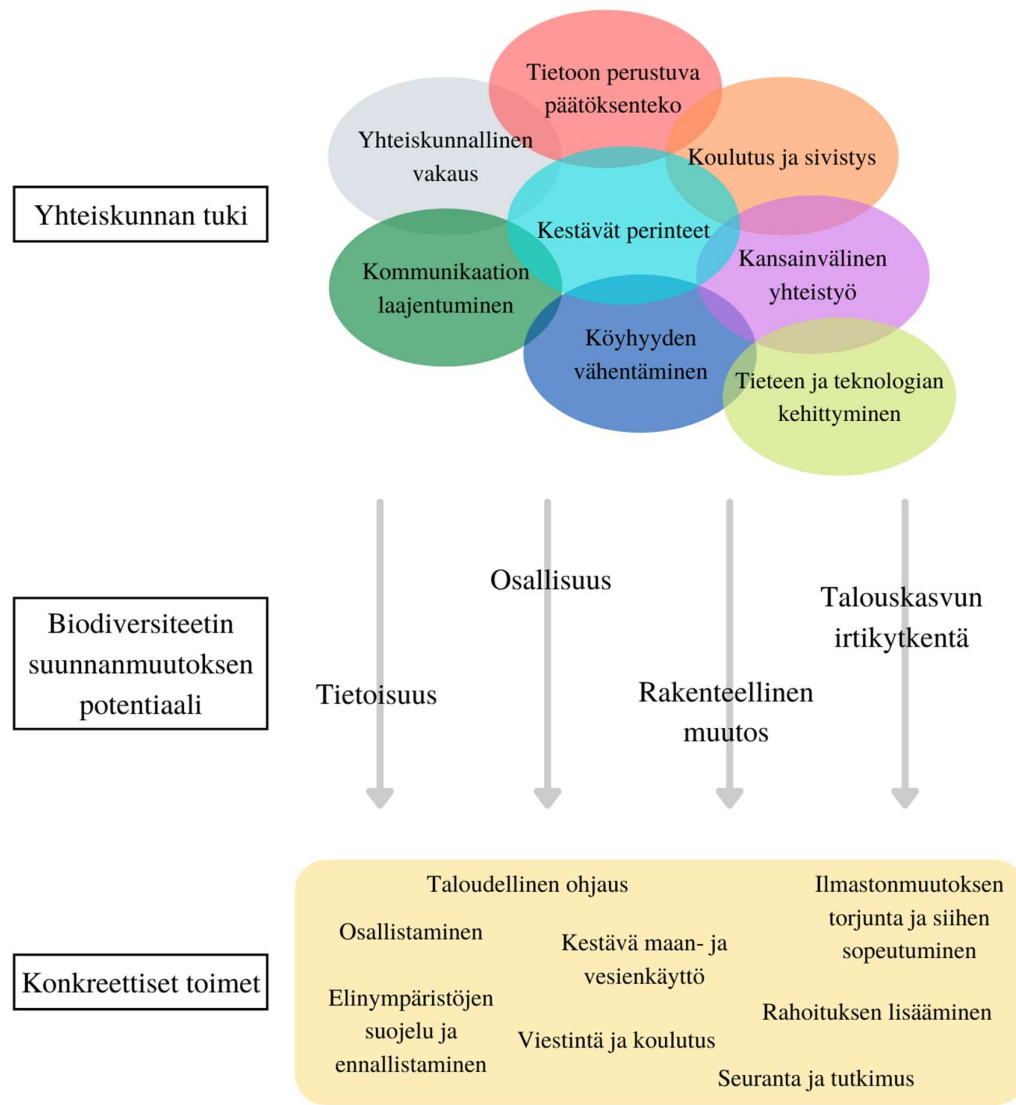 Tietoon perustuva
päätöksenteko
Yhteiskunnallinen
vakaus
Koulutus ja sivistys
Yhteiskunnan tuki
Kestävät perinteet
Kommunikaation
laajentuminen
Kansainvälinen
yhteistyö
Köyhyyden
vähentäminen
Tieteen ja teknologian
kehittyminen
Biodiversiteetin
suunnanmuutoksen
potentiaali
Tietoisuus
Osallisuus
Rakenteellinen
muutos
Talouskasvun
irtikytkentä
Konkreettiset toimet
Taloudellinen ohjaus
Ilmastonmuutoksen
torjunta ja siihen
sopeutuminen
Osallistaminen
Kestävä maan- ja
vesienkäyttö
Elinympäristöjen
suojelu ja
ennallistaminen
Rahoituksen lisääminen
Viestintä ja koulutus
Seuranta ja tutkimus